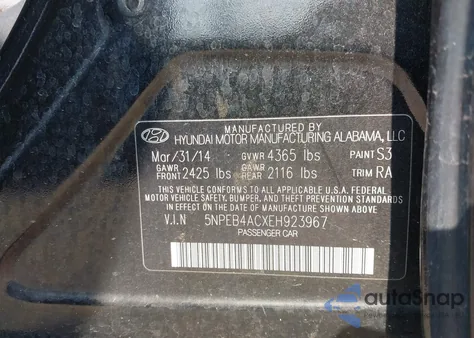 MANUFACTURED BY
HYUNDAI MOTOR MANUFACTURING ALABAMA, LLC
Mar/31/14 GVWR 4365 lbs PAINT S3
GAWR FRONT 2425 lbs GAWR REAR 2116 lbs TRIM RA
THIS VEHICLE CONFORMS TO ALL APPLICABLE U.S.A. FEDERAL
MOTOR VEHICLE SAFETY, BUMPER, AND THEFT PREVENTION
STANDARDS IN EFFECT ON THE DATE OF MANUFACTURE
SHOWN ABOVE.
V.I.N 5NPEB4ACXEH923967
PASSENGER CAR
autoSnap